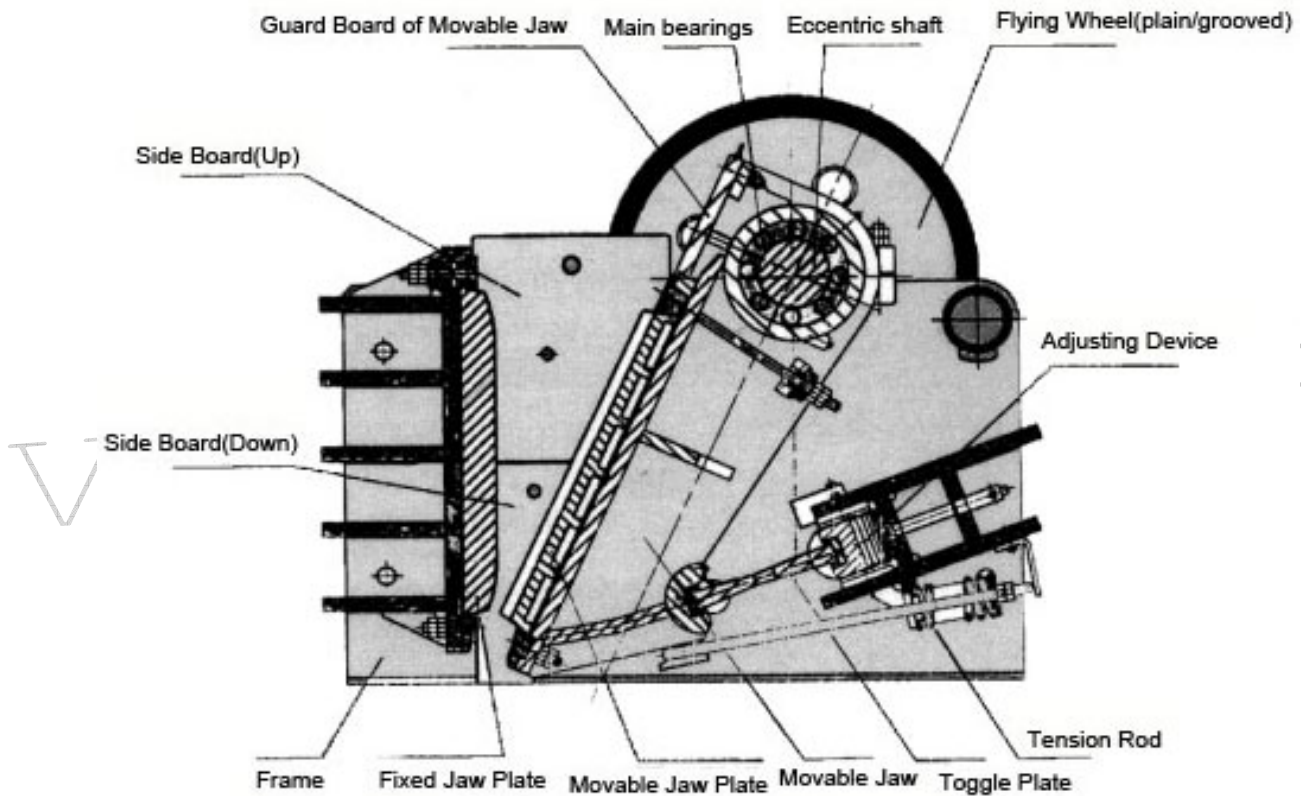 Guard Board of Movable Jaw
Main bearings
Eccentric shaft
Flying Wheel(plain/grooved)
Side Board(Up)
Adjusting Device
Side Board(Down)
Tension Rod
Frame
Fixed Jaw Plate
Movable Jaw Plate
Movable Jaw
Toggle Plate